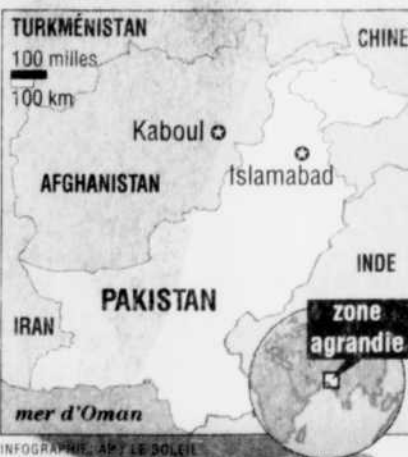 TURKMÉNISTAN
100 milles
100 km
CHINE
Kaboul
Islamabad
AFGHANISTAN
INDE
PAKISTAN
zone
agrandie
IRAN
mer d'Oman
INFOGRAPHIE: AP / LE SOLEIL